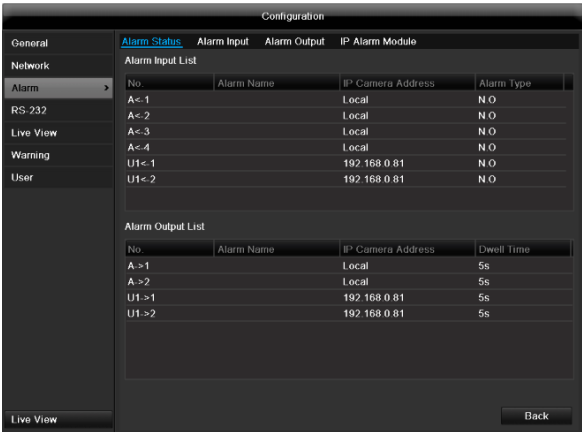 Configuration
General
Network
Alarm >
RS-232
Live View
Warning
User
Live View
Alarm Status Alarm Input Alarm Output IP Alarm Module
Alarm Input List
No. Alarm Name IP Camera Address Alarm Type
A<-1 Local N.O
A<-2 Local N.O
A<-3 Local N.O
A<-4 Local N.O
U1<-1 192.168.0.81 N.O
U1<-2 192.168.0.81 N.O
Alarm Output List
No. Alarm Name IP Camera Address Dwell Time
A->1 Local 5s
A->2 Local 5s
U1->1 192.168.0.81 5s
U1->2 192.168.0.81 5s
Back